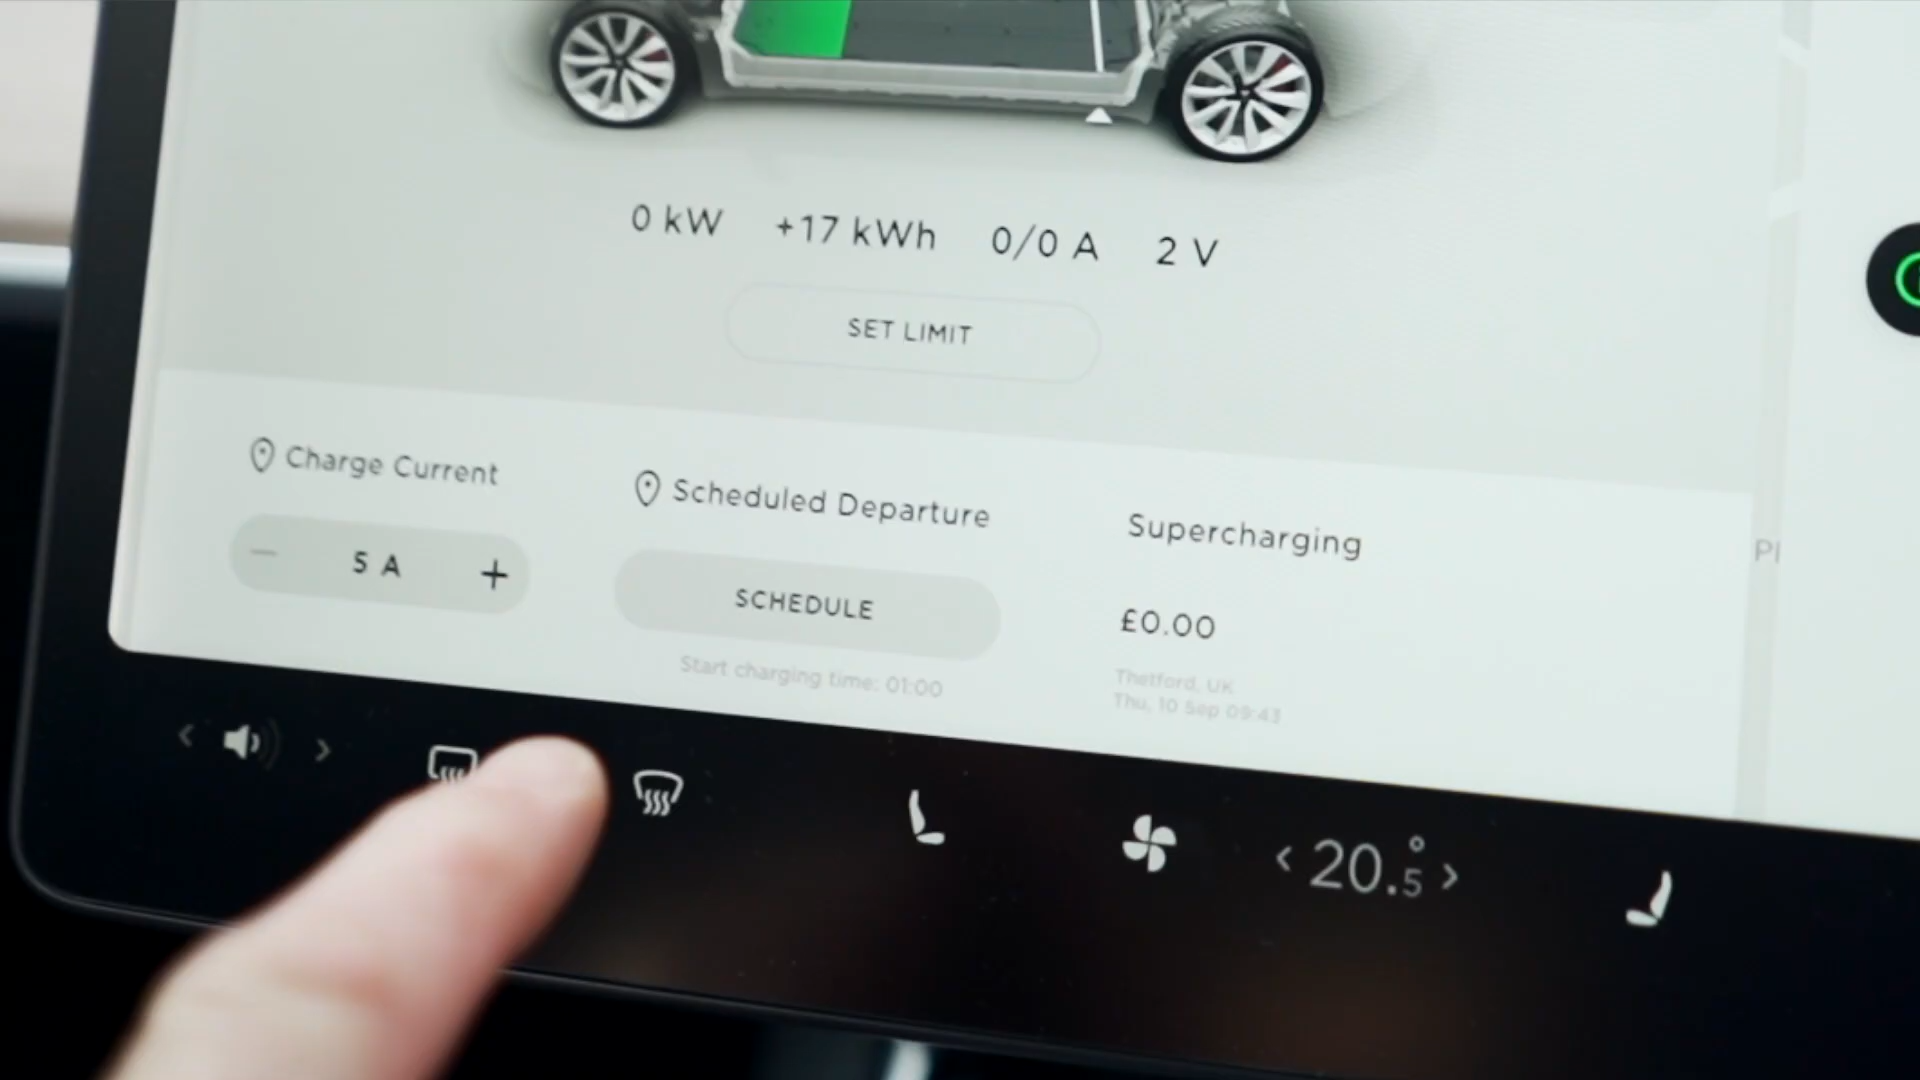 0 kW +17 kWh 0/0 A 2 V
SET LIMIT
Charge Current
− 5 A +
Scheduled Departure
SCHEDULE
Start charging time: 01:00
Supercharging
£0.00
Thetford, UK
Thu, 10 Sep 09:43
Pl
< 20.5° >